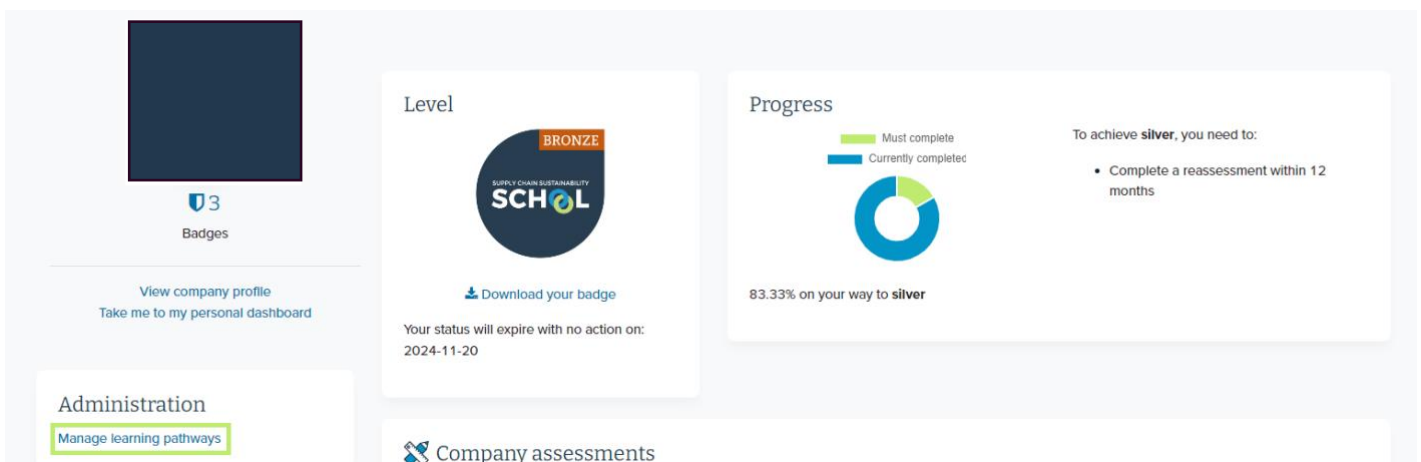 3
Badges
View company profile
Take me to my personal dashboard
Administration
Manage learning pathways
Level
BRONZE
SUPPLY CHAIN SUSTAINABILITY
SCHOOL
Download your badge
Your status will expire with no action on:
2024-11-20
Progress
Must complete
Currently completed
83.33% on your way to silver
To achieve silver, you need to:
• Complete a reassessment within 12
months
Company assessments